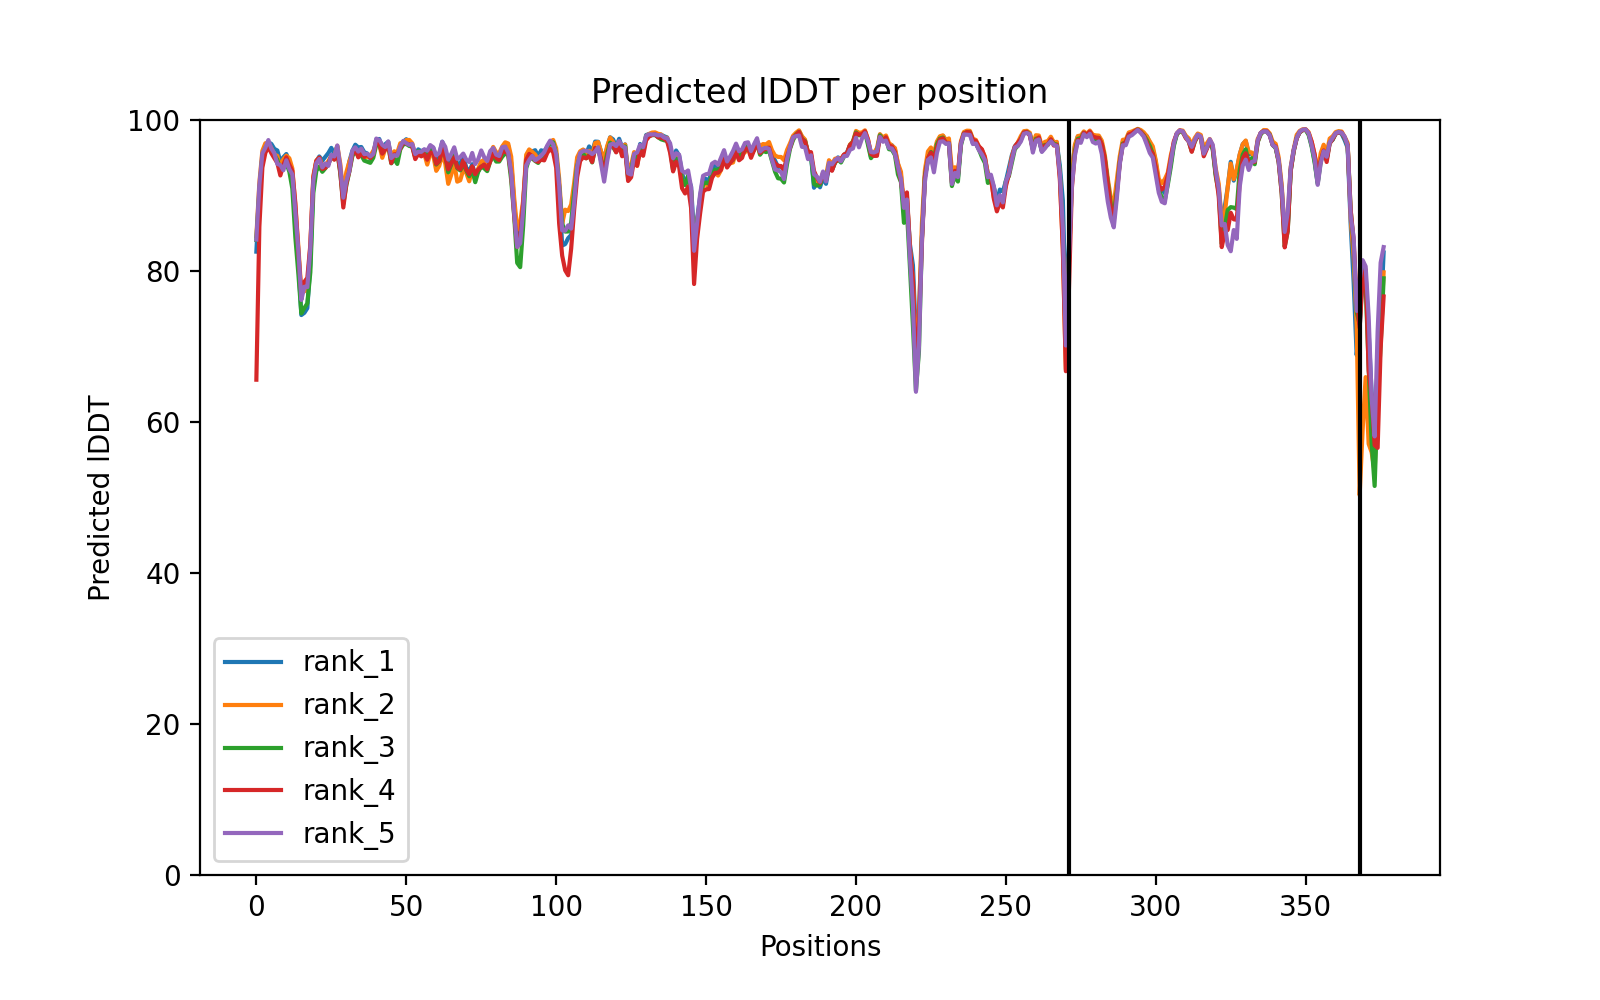 Predicted lDDT per position
100
80
60
40
20
0
Predicted lDDT
rank_1
rank_2
rank_3
rank_4
rank_5
0 50 100 150 200 250 300 350
Positions